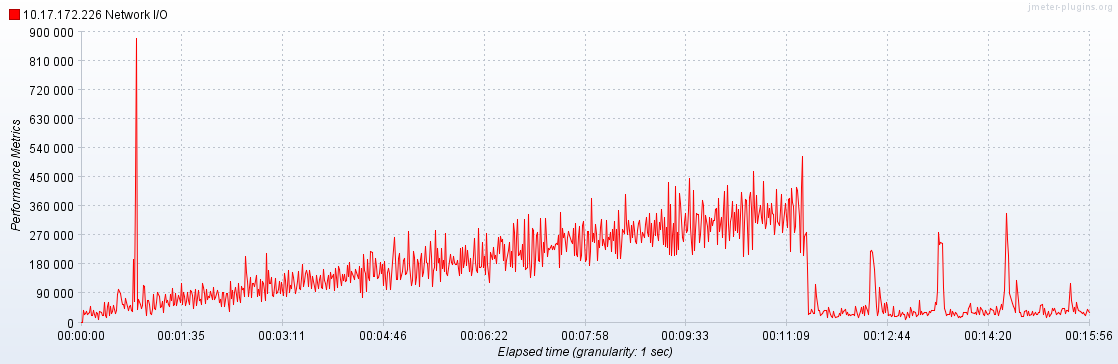 jmeter-plugins.org
10.17.172.226 Network I/O
900 000
810 000
720 000
630 000
540 000
450 000
360 000
270 000
180 000
90 000
0
Performance Metrics
00:00:00 00:01:35 00:03:11 00:04:46 00:06:22 00:07:58 00:09:33 00:11:09 00:12:44 00:14:20 00:15:56
Elapsed time (granularity: 1 sec)